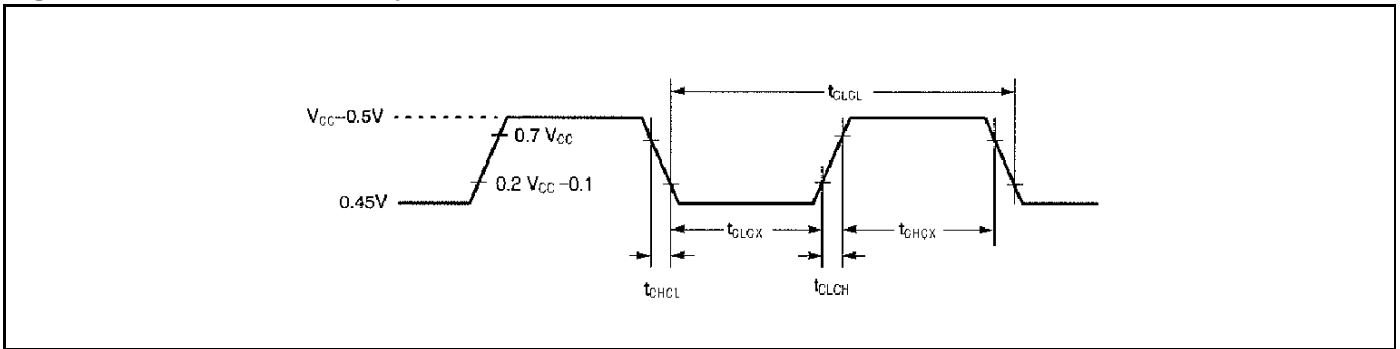 tCLCL
VCC–0.5V
0.7 VCC
0.2 VCC –0.1
0.45V
tCLCX
tCHCX
tCHCL
tCLCH